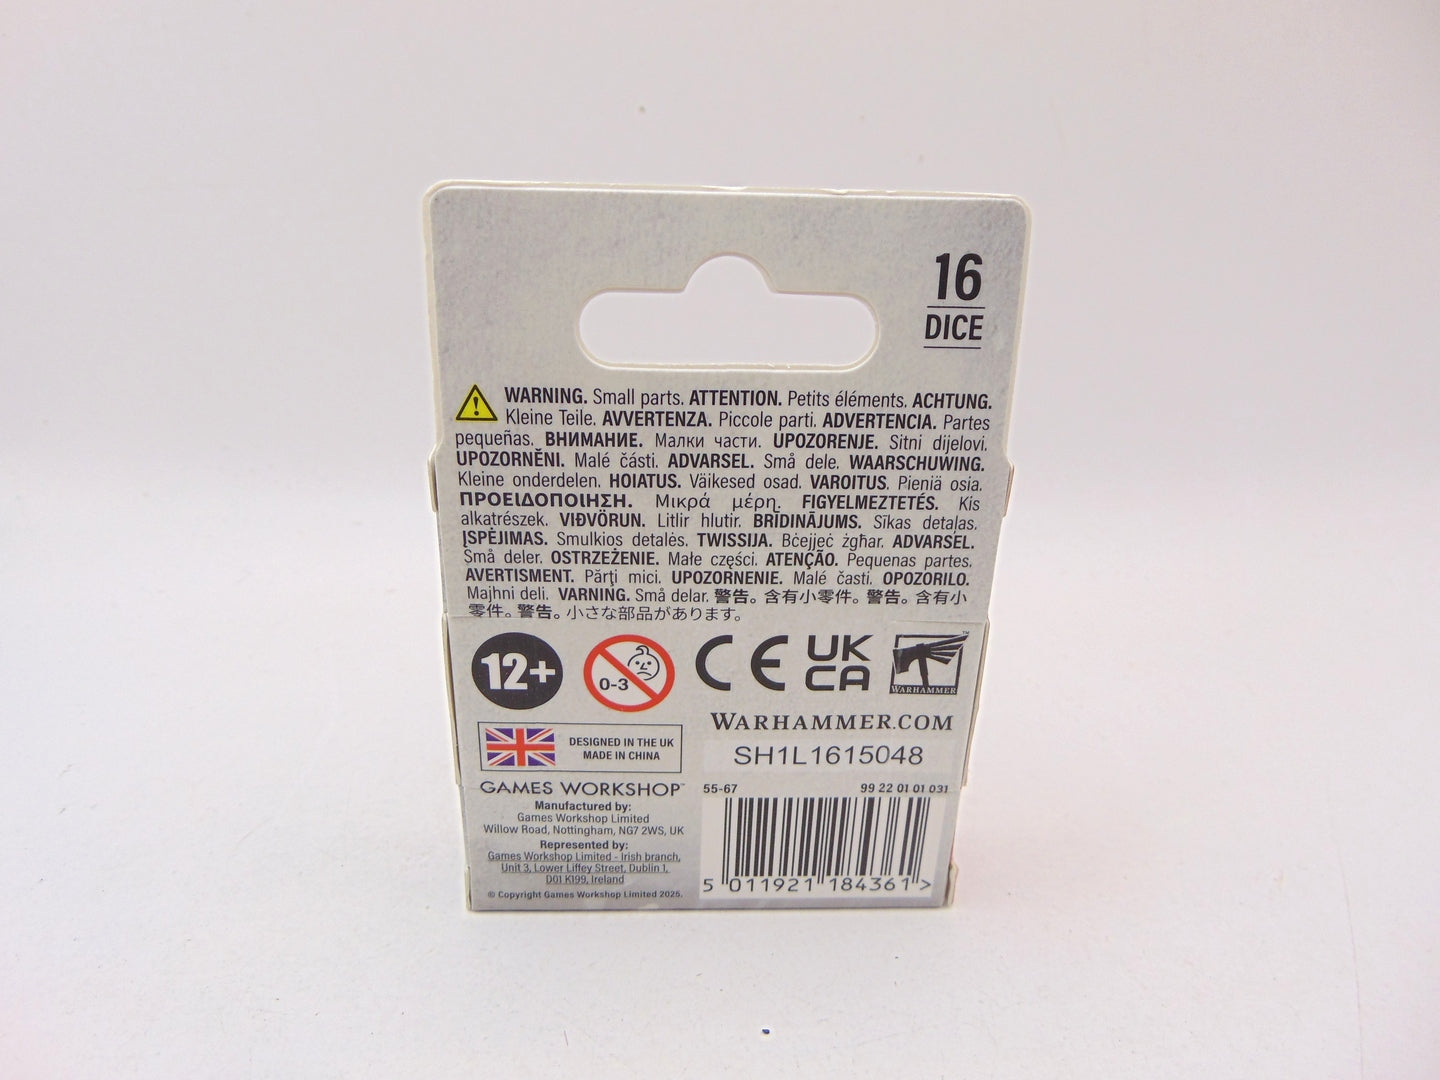 16
DICE
WARNING. Small parts. ATTENTION. Petits éléments. ACHTUNG.
Kleine Teile. AVVERTENZA. Piccole parti. ADVERTENCIA. Partes
pequeñas. ВНИМАНИЕ. Малки части. UPOZORENJE. Sitni dijelovi.
UPOZORNĚNI. Malé části. ADVARSEL. Små dele. WAARSCHUWING.
Kleine onderdelen. HOIATUS. Väikesed osad. VAROITUS. Pieniä osia.
ΠΡΟΕΙΔΟΠΟΙΗΣΗ. Μικρά μέρη. FIGYELMEZTETÉS. Kis
alkatrészek. VIÐVÖRUN. Litlir hlutir. BRĪDINĀJUMS. Sīkas detaļas.
ĮSPĖJIMAS. Smulkios detalės. TWISSIJA. Bċejjeċ żgħar. ADVARSEL.
Små deler. OSTRZEŻENIE. Małe części. ATENÇÃO. Pequenas partes.
AVERTISMENT. Părţi mici. UPOZORNENIE. Malé časti. OPOZORILO.
Majhni deli. VARNING. Små delar. 警告。含有小零件。警告。含有小
零件。警告。小さな部品があります。
12+
0-3
CE
UK
CA
WARHAMMER™
WARHAMMER.COM
DESIGNED IN THE UK
MADE IN CHINA
SH1L1615048
GAMES WORKSHOP™
Manufactured by:
Games Workshop Limited
Willow Road, Nottingham, NG7 2WS, UK
Represented by:
Games Workshop Limited - Irish branch,
Unit 3, Lower Liffey Street, Dublin 1,
D01 K199, Ireland
© Copyright Games Workshop Limited 2025.
55-67 99 22 01 01 031
5 011921 184361 >